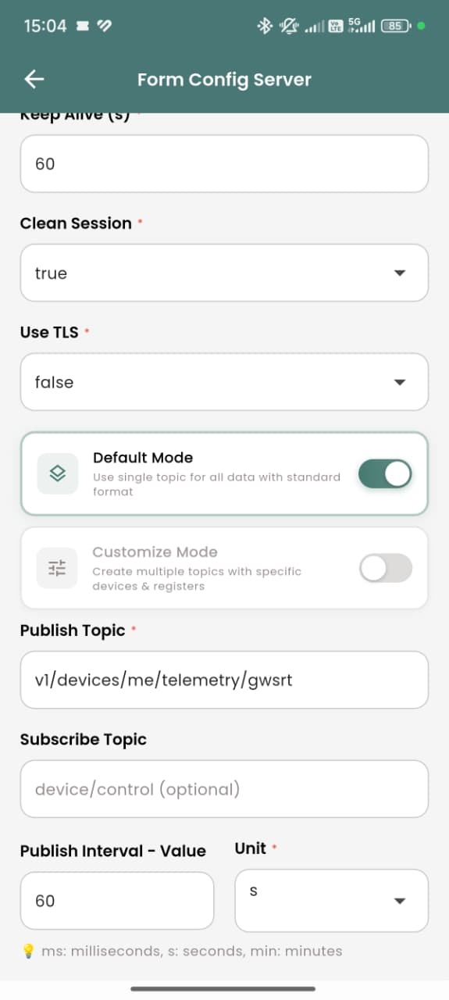 15:04
5G
85
Form Config Server
Keep Alive (s) *
60
Clean Session *
true
Use TLS *
false
Default Mode
Use single topic for all data with standard
format
Customize Mode
Create multiple topics with specific
devices & registers
Publish Topic *
v1/devices/me/telemetry/gwsrt
Subscribe Topic
device/control (optional)
Publish Interval - Value
Unit *
60
s
ms: milliseconds, s: seconds, min: minutes